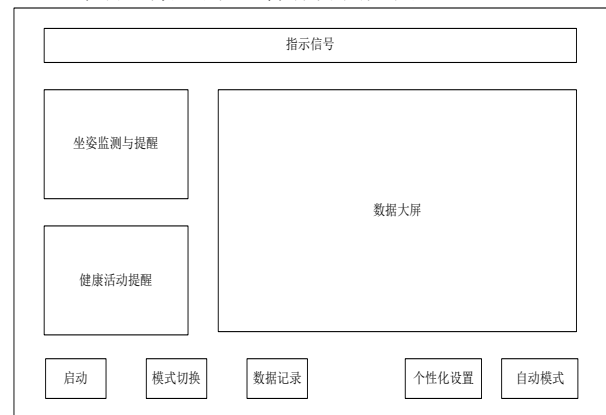 指示信号
坐姿监测与提醒
数据大屏
健康活动提醒
启动
模式切换
数据记录
个性化设置
自动模式